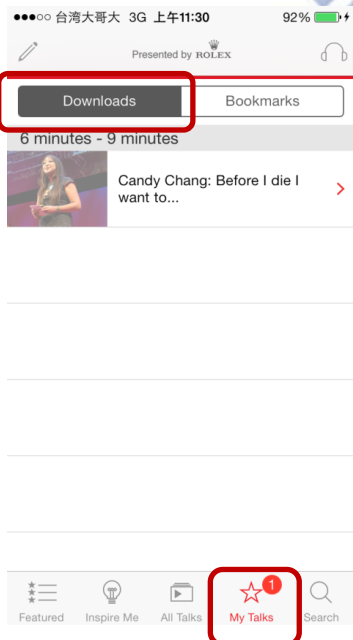 台湾大哥大 3G 上午11:30 92%
Presented by ROLEX
Downloads Bookmarks
6 minutes - 9 minutes
Candy Chang: Before I die I
want to...
1
Featured Inspire Me All Talks My Talks Search